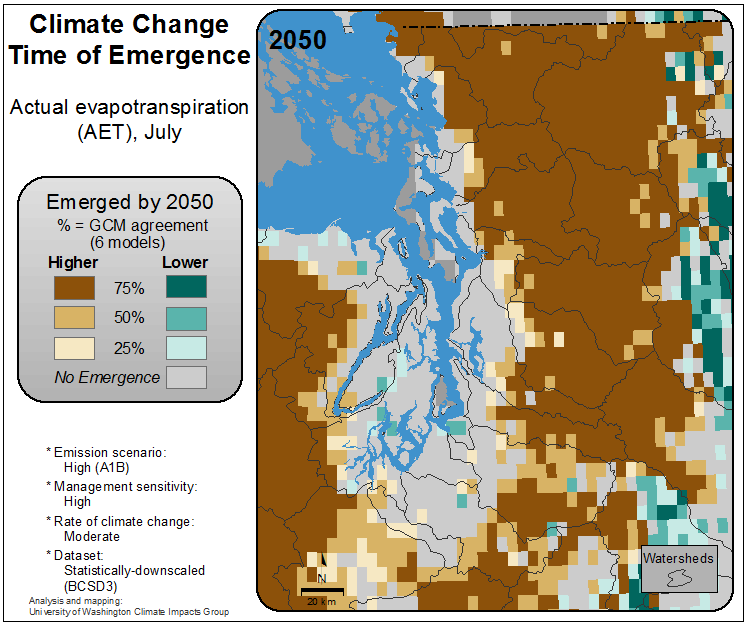 Climate Change
Time of Emergence
Actual evapotranspiration
(AET), July
Emerged by 2050
% = GCM agreement
(6 models)
Higher Lower
75%
50%
25%
No Emergence
* Emission scenario:
High (A1B)
* Management sensitivity:
High
* Rate of climate change:
Moderate
* Dataset:
Statistically-downscaled
(BCSD3)
Analysis and mapping:
University of Washington Climate Impacts Group
2050
N
20 km
Watersheds